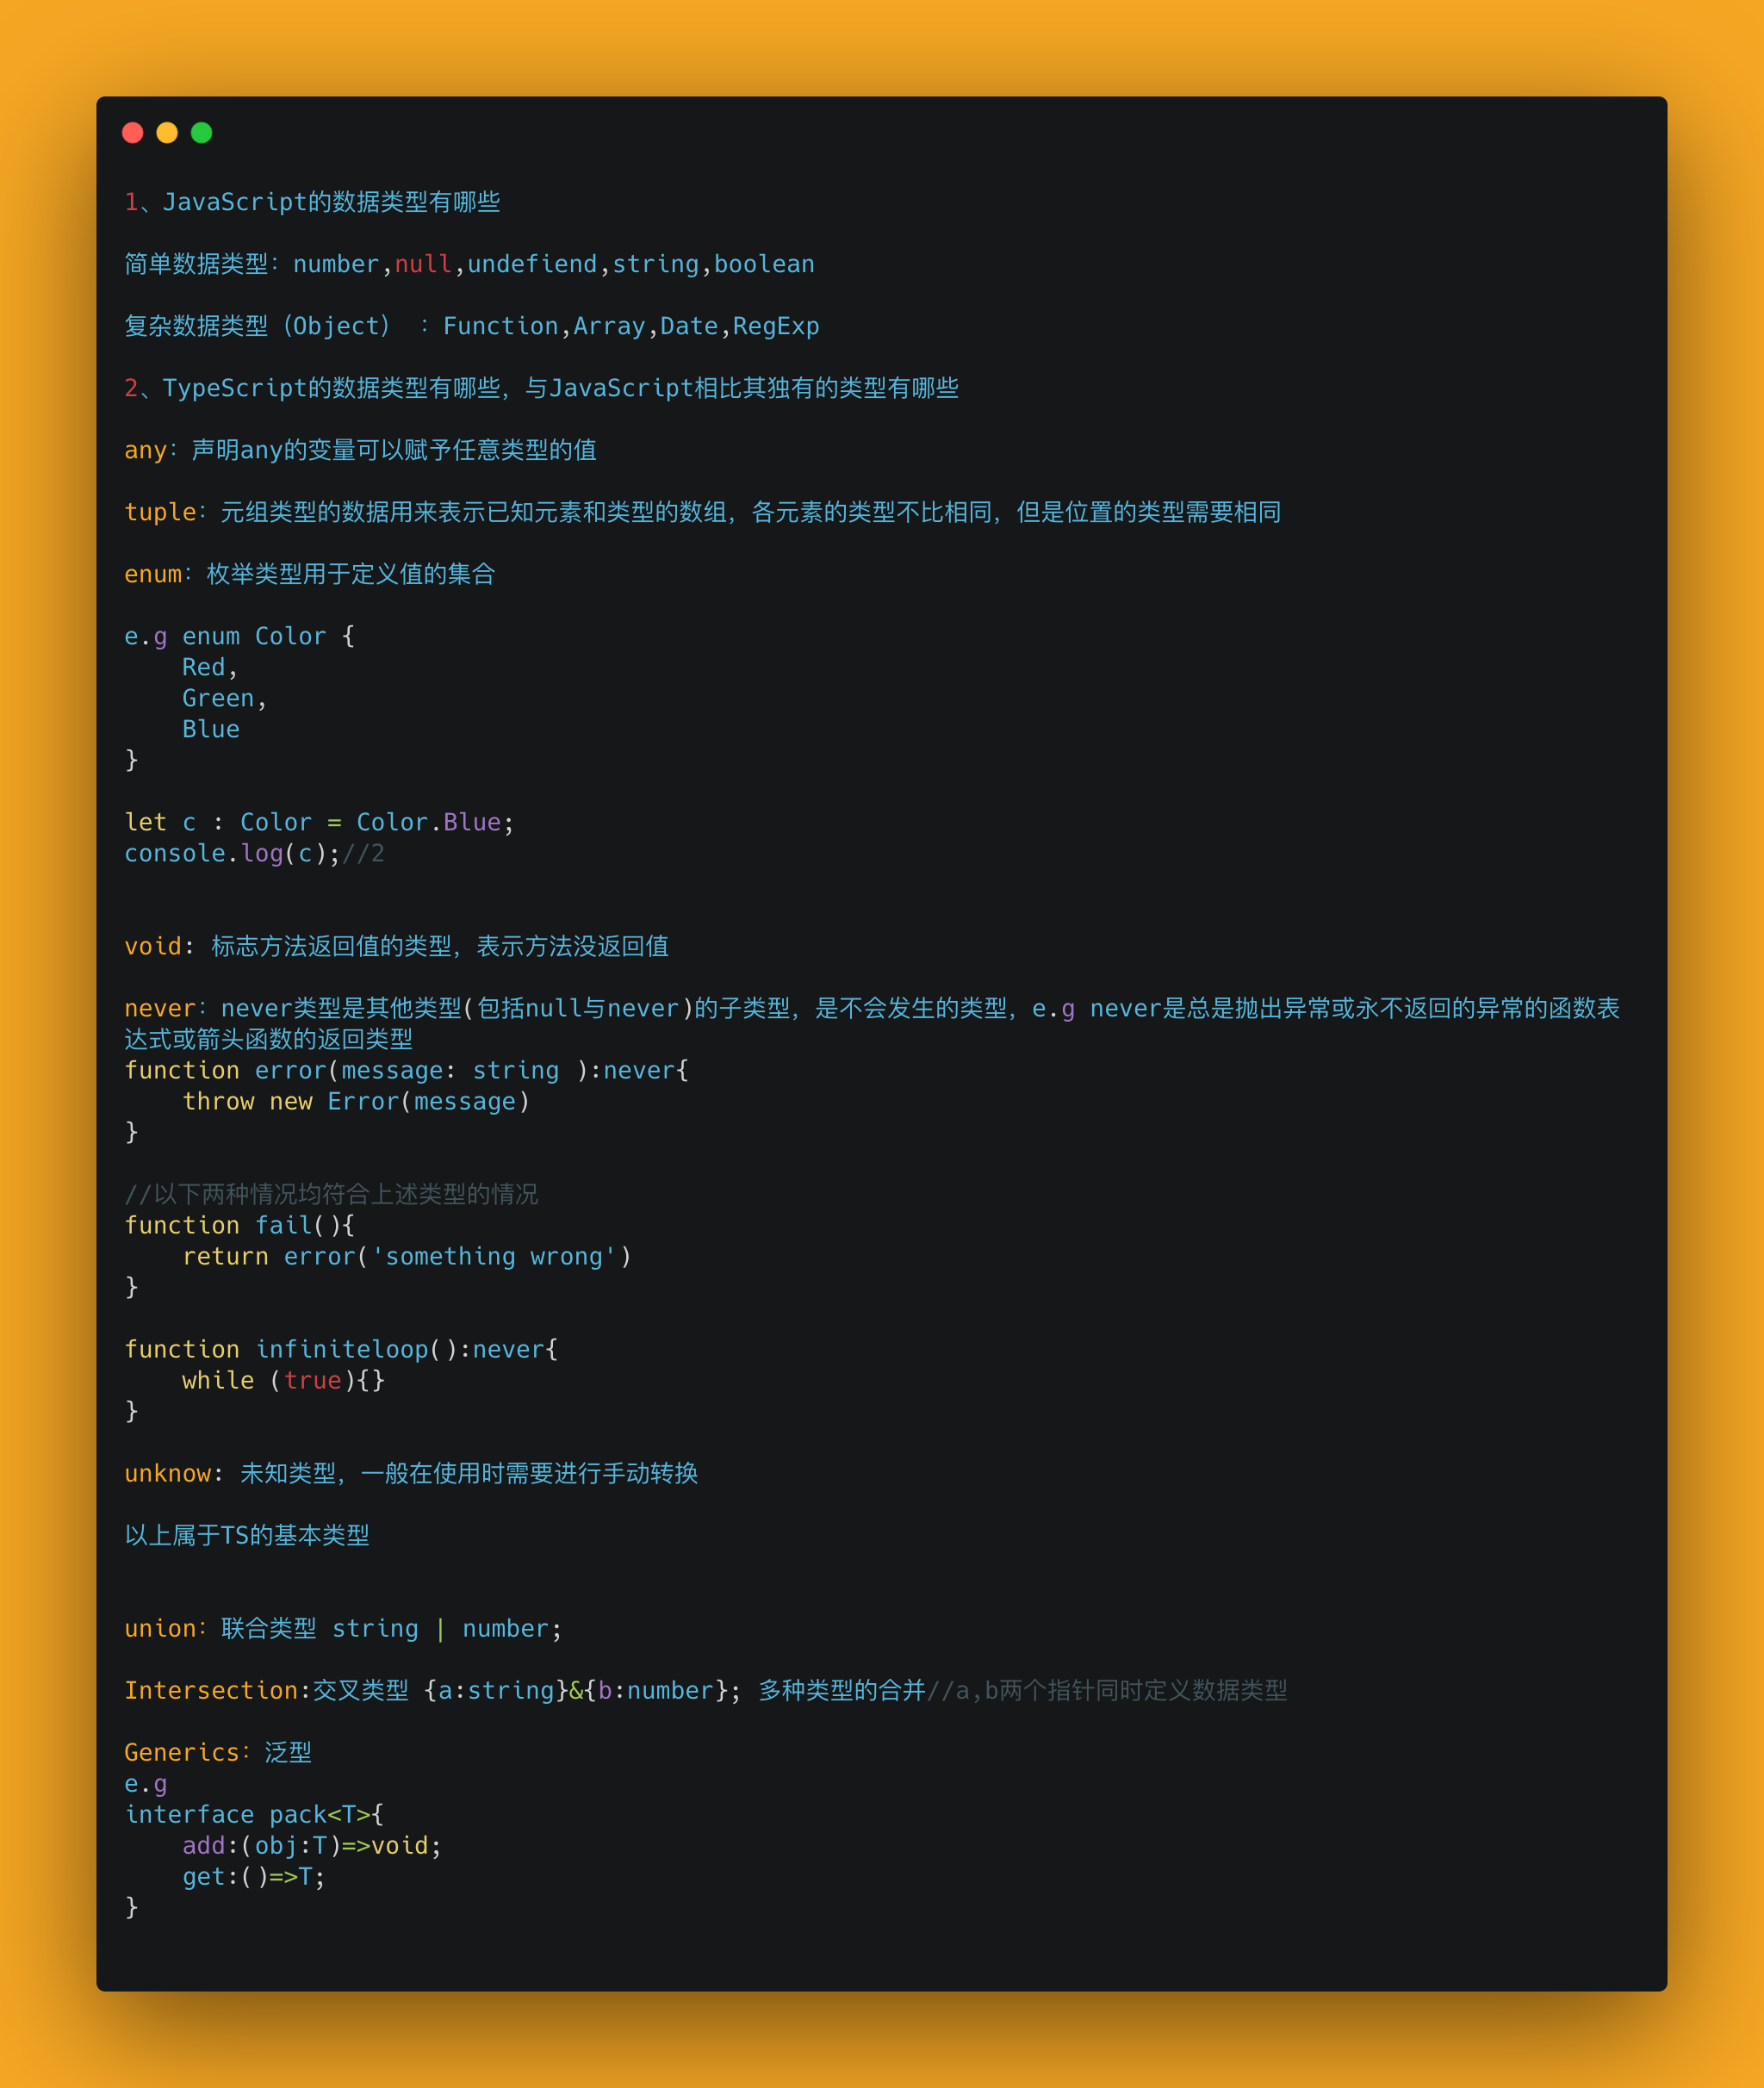 1、JavaScript的数据类型有哪些
简单数据类型：number,null,undefiend,string,boolean
复杂数据类型（Object） ：Function,Array,Date,RegExp
2、TypeScript的数据类型有哪些，与JavaScript相比其独有的类型有哪些
any：声明any的变量可以赋予任意类型的值
tuple：元组类型的数据用来表示已知元素和类型的数组，各元素的类型不比相同，但是位置的类型需要相同
enum：枚举类型用于定义值的集合
e.g enum Color {
    Red,
    Green,
    Blue
}
let c : Color = Color.Blue;
console.log(c);//2
void: 标志方法返回值的类型，表示方法没返回值
never：never类型是其他类型(包括null与never)的子类型，是不会发生的类型，e.g never是总是抛出异常或永不返回的异常的函数表
达式或箭头函数的返回类型
function error(message: string ):never{
    throw new Error(message)
}
//以下两种情况均符合上述类型的情况
function fail(){
    return error('something wrong')
}
function infiniteloop():never{
    while (true){}
}
unknow: 未知类型，一般在使用时需要进行手动转换
以上属于TS的基本类型
union：联合类型 string | number;
Intersection:交叉类型 {a:string}&{b:number}; 多种类型的合并//a,b两个指针同时定义数据类型
Generics：泛型
e.g
interface pack<T>{
    add:(obj:T)=>void;
    get:()=>T;
}